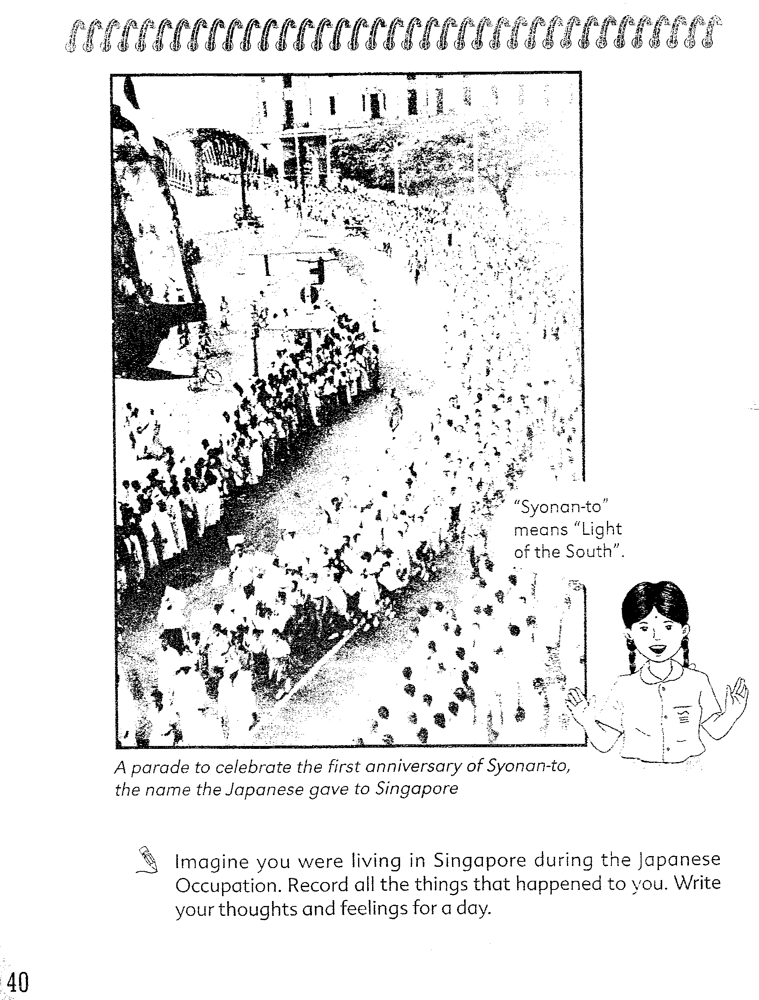 "Syonan-to"
means "Light
of the South".
A parade to celebrate the first anniversary of Syonan-to,
the name the Japanese gave to Singapore
Imagine you were living in Singapore during the Japanese
Occupation. Record all the things that happened to you. Write
your thoughts and feelings for a day.
40